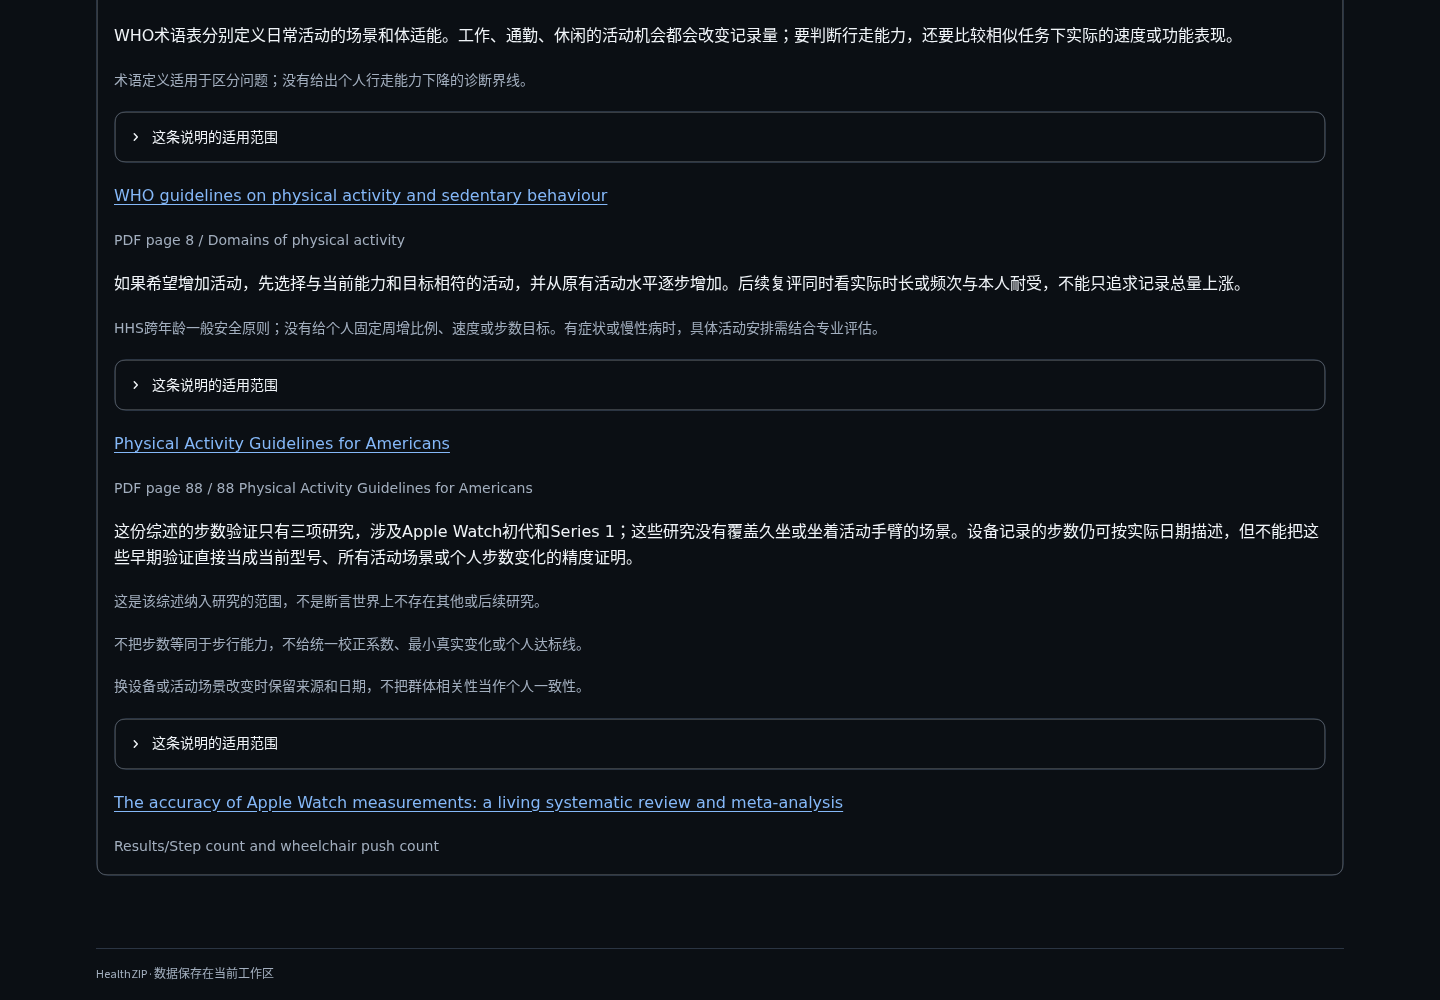 WHO术语表分别定义日常活动的场景和体适能。工作、通勤、休闲的活动机会都会改变记录量；要判断行走能力，还要比较相似任务下实际的速度或功能表现。
术语定义适用于区分问题；没有给出个人行走能力下降的诊断界线。
› 这条说明的适用范围
WHO guidelines on physical activity and sedentary behaviour
PDF page 8 / Domains of physical activity
如果希望增加活动，先选择与当前能力和目标相符的活动，并从原有活动水平逐步增加。后续复评同时看实际时长或频次与本人耐受，不能只追求记录总量上涨。
HHS跨年龄一般安全原则；没有给个人固定周增比例、速度或步数目标。有症状或慢性病时，具体活动安排需结合专业评估。
› 这条说明的适用范围
Physical Activity Guidelines for Americans
PDF page 88 / 88 Physical Activity Guidelines for Americans
这份综述的步数验证只有三项研究，涉及Apple Watch初代和Series 1；这些研究没有覆盖久坐或坐着活动手臂的场景。设备记录的步数仍可按实际日期描述，但不能把这
些早期验证直接当成当前型号、所有活动场景或个人步数变化的精度证明。
这是该综述纳入研究的范围，不是断言世界上不存在其他或后续研究。
不把步数等同于步行能力，不给统一校正系数、最小真实变化或个人达标线。
换设备或活动场景改变时保留来源和日期，不把群体相关性当作个人一致性。
› 这条说明的适用范围
The accuracy of Apple Watch measurements: a living systematic review and meta-analysis
Results/Step count and wheelchair push count
HealthZIP · 数据保存在当前工作区